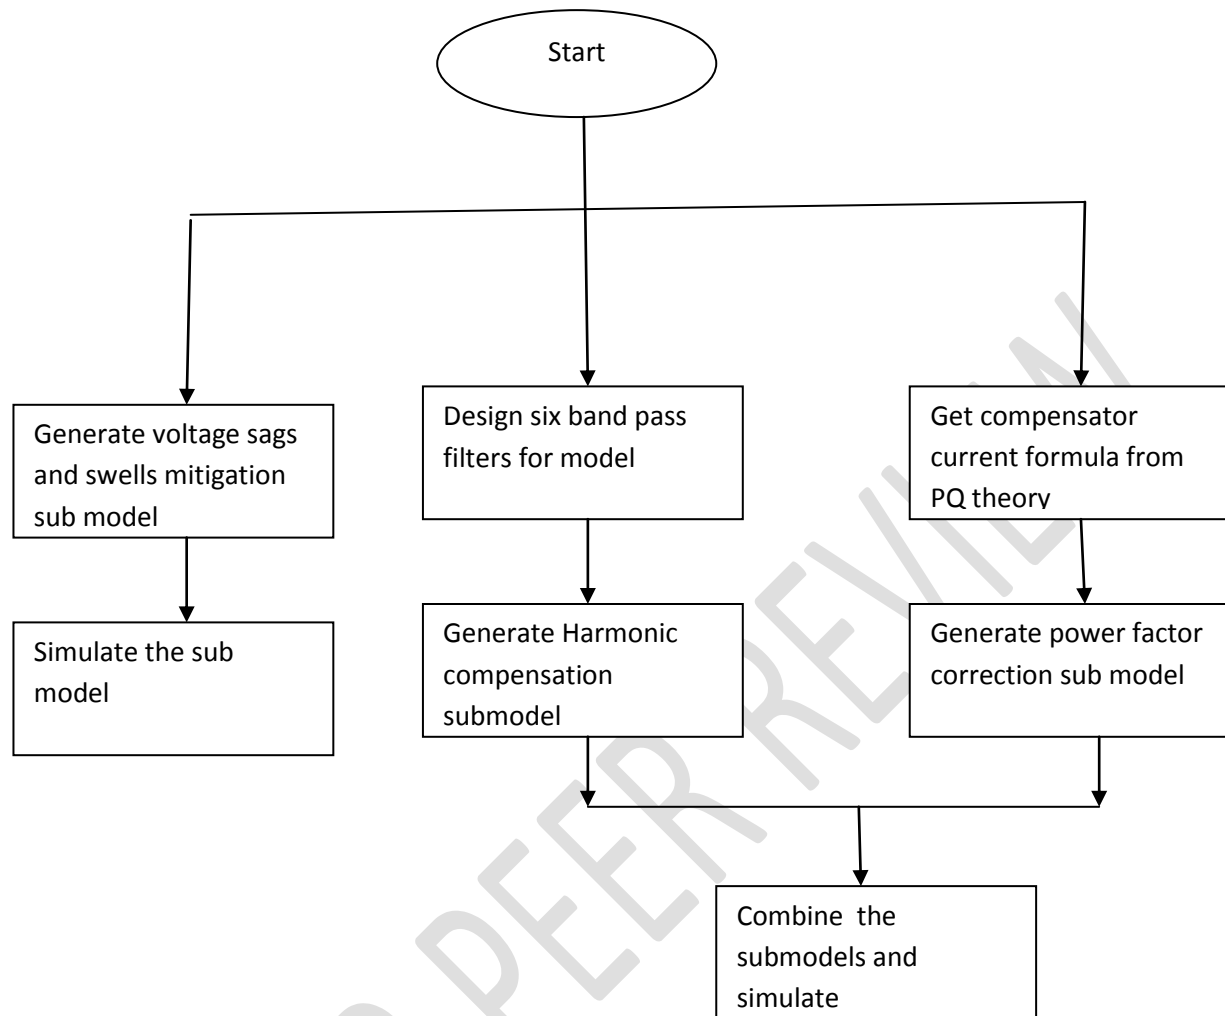 Start
Generate voltage sags
and swells mitigation
sub model
Design six band pass
filters for model
Get compensator
current formula from
PQ theory
Simulate the sub
model
Generate Harmonic
compensation
submodel
Generate power factor
correction sub model
Combine  the
submodels and
simulate
PEER REVIEW